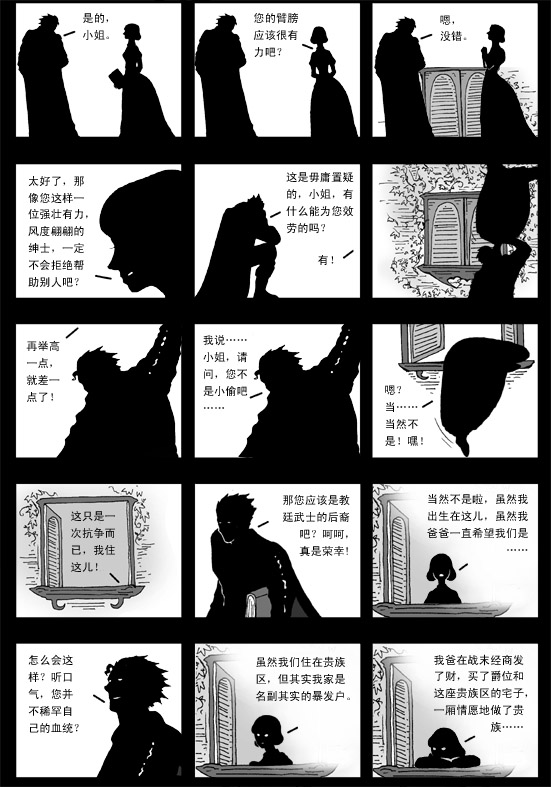 是的，
小姐。
您的臂膀
应该很有
力吧？
嗯，
没错。
太好了，那
像您这样一
位强壮有力，
风度翩翩的
绅士，一定
不会拒绝帮
助别人吧？
这是毋庸置疑
的，小姐，有
什么能为您效
劳的吗？
有！
再举高
一点，
就差一
点了！
我说……
小姐，请
问，您不
是小偷吧
……
嗯？
当……
当然不
是！嘿！
这只是一
次抗争而
已，我住
这儿！
那您应该是教
廷武士的后裔
吧？呵呵，
真是荣幸！
当然不是啦，虽然我
出生在这儿，虽然我
爸爸一直希望我们是
……
怎么会这
样？听口
气，您并
不稀罕自
己的血统？
虽然我们住在贵族
区，但其实我家是
名副其实的暴发户。
我爸在战末经商发
了财，买了爵位和
这座贵族区的宅子，
一厢情愿地做了贵
族……